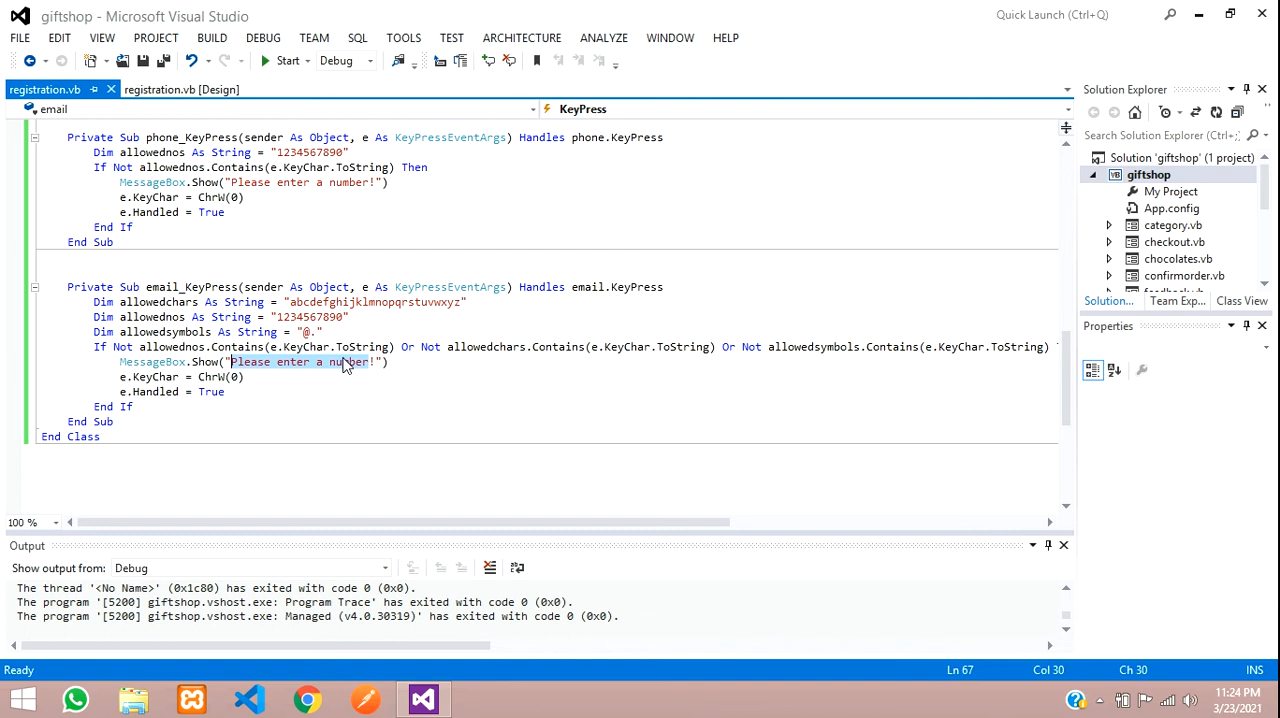 giftshop - Microsoft Visual Studio
Quick Launch (Ctrl+Q)
FILE EDIT VIEW PROJECT BUILD DEBUG TEAM SQL TOOLS TEST ARCHITECTURE ANALYZE WINDOW HELP
Start Debug
registration.vb registration.vb [Design]
email KeyPress
Private Sub phone_KeyPress(sender As Object, e As KeyPressEventArgs) Handles phone.KeyPress
Dim allowednos As String = "1234567890"
If Not allowednos.Contains(e.KeyChar.ToString) Then
MessageBox.Show("Please enter a number!")
e.KeyChar = ChrW(0)
e.Handled = True
End If
End Sub
Private Sub email_KeyPress(sender As Object, e As KeyPressEventArgs) Handles email.KeyPress
Dim allowedchars As String = "abcdefghijklmnopqrstuvwxyz"
Dim allowednos As String = "1234567890"
Dim allowedsymbols As String = "@."
If Not allowednos.Contains(e.KeyChar.ToString) Or Not allowedchars.Contains(e.KeyChar.ToString) Or Not allowedsymbols.Contains(e.KeyChar.ToString)
MessageBox.Show("Please enter a number!")
e.KeyChar = ChrW(0)
e.Handled = True
End If
End Sub
End Class
100 %
Output
Show output from: Debug
The thread '<No Name>' (0x1c80) has exited with code 0 (0x0).
The program '[5200] giftshop.vshost.exe: Program Trace' has exited with code 0 (0x0).
The program '[5200] giftshop.vshost.exe: Managed (v4.0.30319)' has exited with code 0 (0x0).
Solution Explorer
Search Solution Explorer (Ctrl+;)
Solution 'giftshop' (1 project)
VB giftshop
My Project
App.config
category.vb
checkout.vb
chocolates.vb
confirmorder.vb
Solution... Team Exp... Class View
Properties
Ready Ln 67 Col 30 Ch 30 INS
11:24 PM
3/23/2021